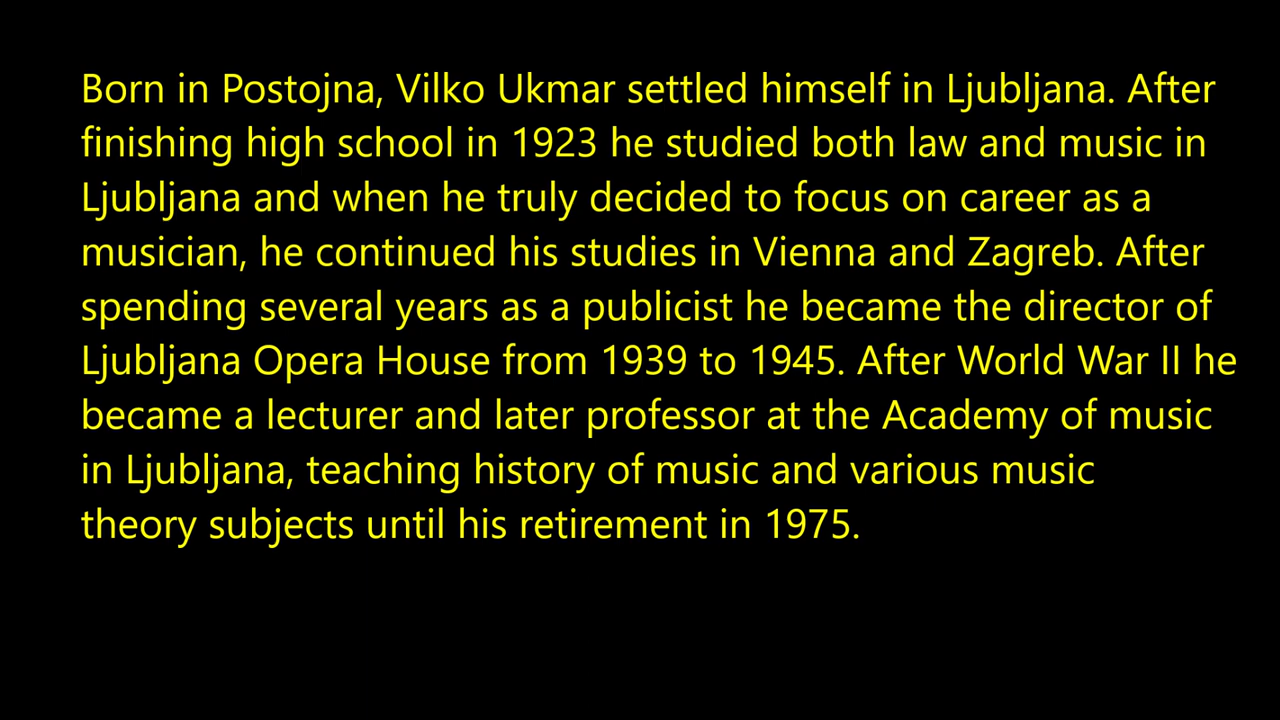 Born in Postojna, Vilko Ukmar settled himself in Ljubljana. After
finishing high school in 1923 he studied both law and music in
Ljubljana and when he truly decided to focus on career as a
musician, he continued his studies in Vienna and Zagreb. After
spending several years as a publicist he became the director of
Ljubljana Opera House from 1939 to 1945. After World War II he
became a lecturer and later professor at the Academy of music
in Ljubljana, teaching history of music and various music
theory subjects until his retirement in 1975.